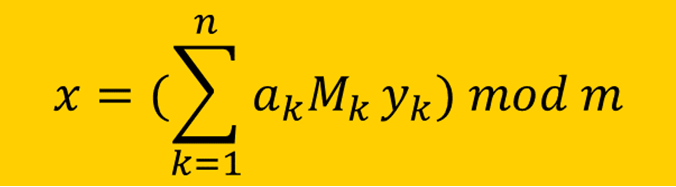 x = (∑_{k=1}^{n} a_k M_k y_k) mod m